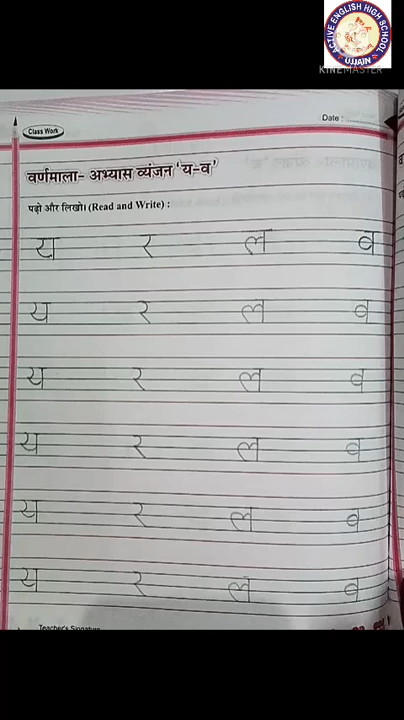 ACTIVE ENGLISH HIGH SCHOOL
UJJAIN
KINEMASTER
Class Work
Date :
वर्णमाला- अभ्यास व्यंजन 'य-व'
पढ़ो और लिखो। (Read and Write) :
य र ल व
य र ल व
य र ल व
य र ल व
य र ल व
य र ल व
Teacher's Signature